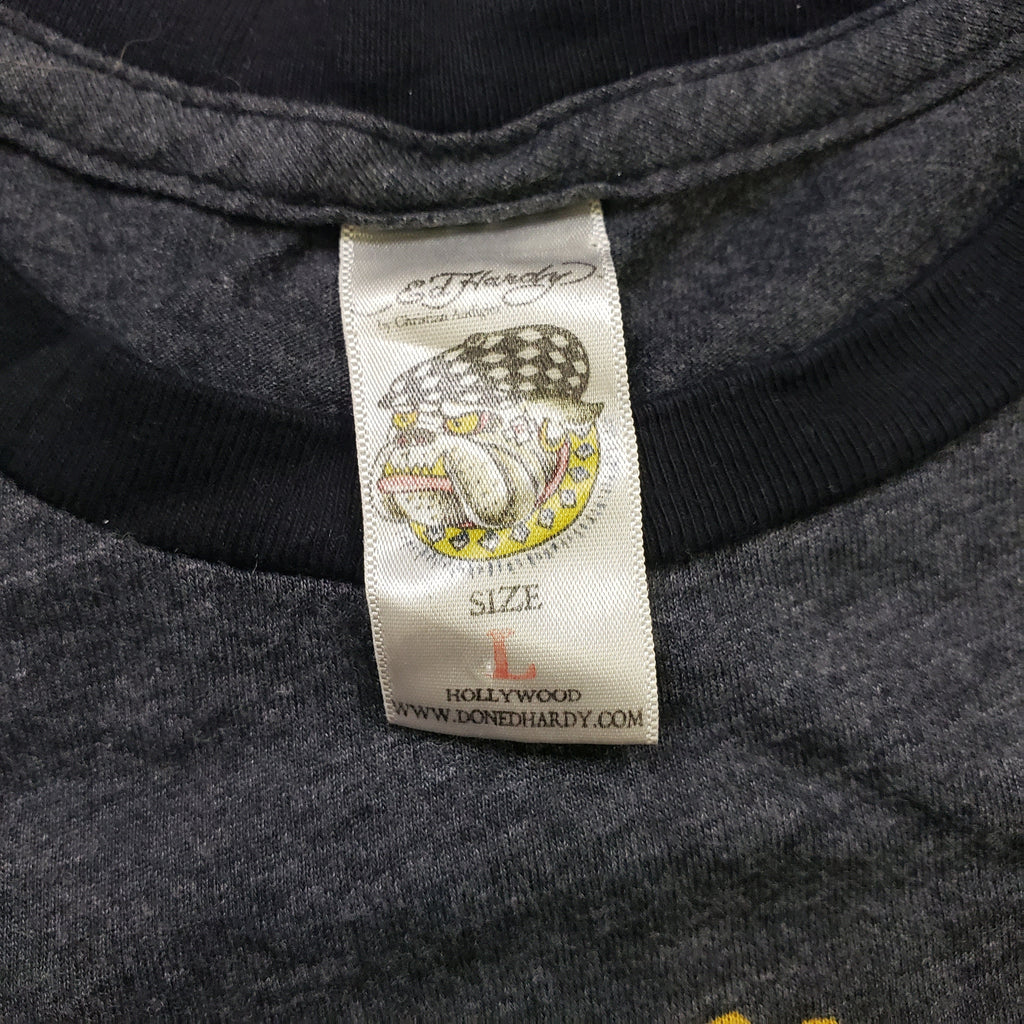 Ed Hardy
by Christian Audigier
SIZE
L
HOLLYWOOD
WWW.DONEDHARDY.COM